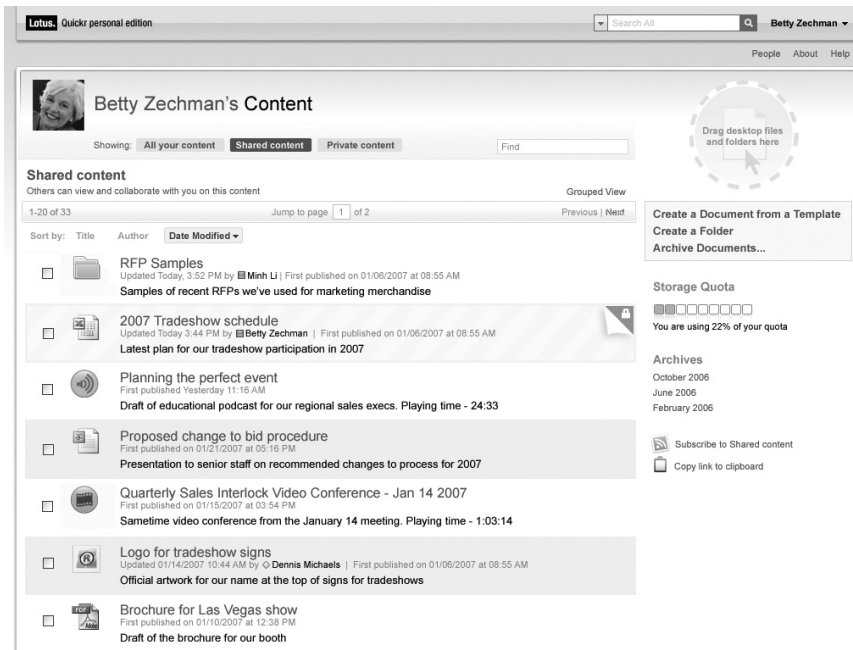 Lotus. Quickr personal edition
Search All
Betty Zechman
People About Help
Betty Zechman's Content
Showing: All your content Shared content Private content
Find
Drag desktop files
and folders here
Shared content
Others can view and collaborate with you on this content
Grouped View
1-20 of 33 Jump to page 1 of 2 Previous | Next
Sort by: Title Author Date Modified
RFP Samples
Updated Today, 3:52 PM by Minh Li | First published on 01/06/2007 at 08:55 AM
Samples of recent RFPs we've used for marketing merchandise
2007 Tradeshow schedule
Updated Today 3:44 PM by Betty Zechman | First published on 01/06/2007 at 08:55 AM
Latest plan for our tradeshow participation in 2007
Planning the perfect event
First published Yesterday 11:16 AM
Draft of educational podcast for our regional sales execs. Playing time - 24:33
Proposed change to bid procedure
First published on 01/21/2007 at 05:16 PM
Presentation to senior staff on recommended changes to process for 2007
Quarterly Sales Interlock Video Conference - Jan 14 2007
First published on 01/15/2007 at 03:54 PM
Sametime video conference from the January 14 meeting. Playing time - 1:03:14
Logo for tradeshow signs
Updated 01/14/2007 10:44 AM by Dennis Michaels | First published on 01/06/2007 at 08:55 AM
Official artwork for our name at the top of signs for tradeshows
PDF
Adobe
Brochure for Las Vegas show
First published on 01/10/2007 at 12:38 PM
Draft of the brochure for our booth
Create a Document from a Template
Create a Folder
Archive Documents...
Storage Quota
You are using 22% of your quota
Archives
October 2006
June 2006
February 2006
Subscribe to Shared content
Copy link to clipboard